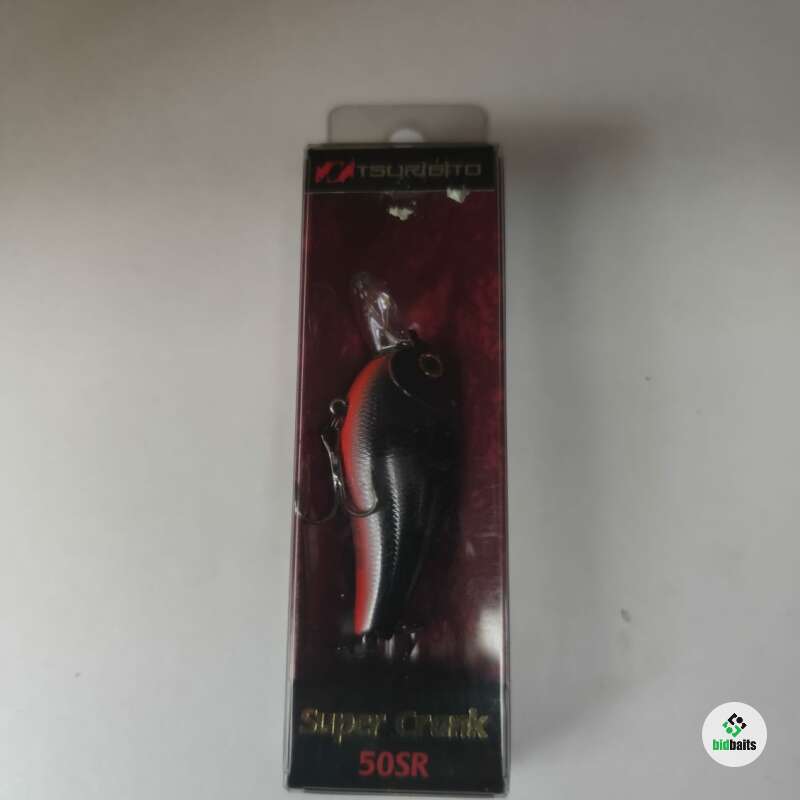 TSURIBITO
Super Crank
50SR
bidbaits